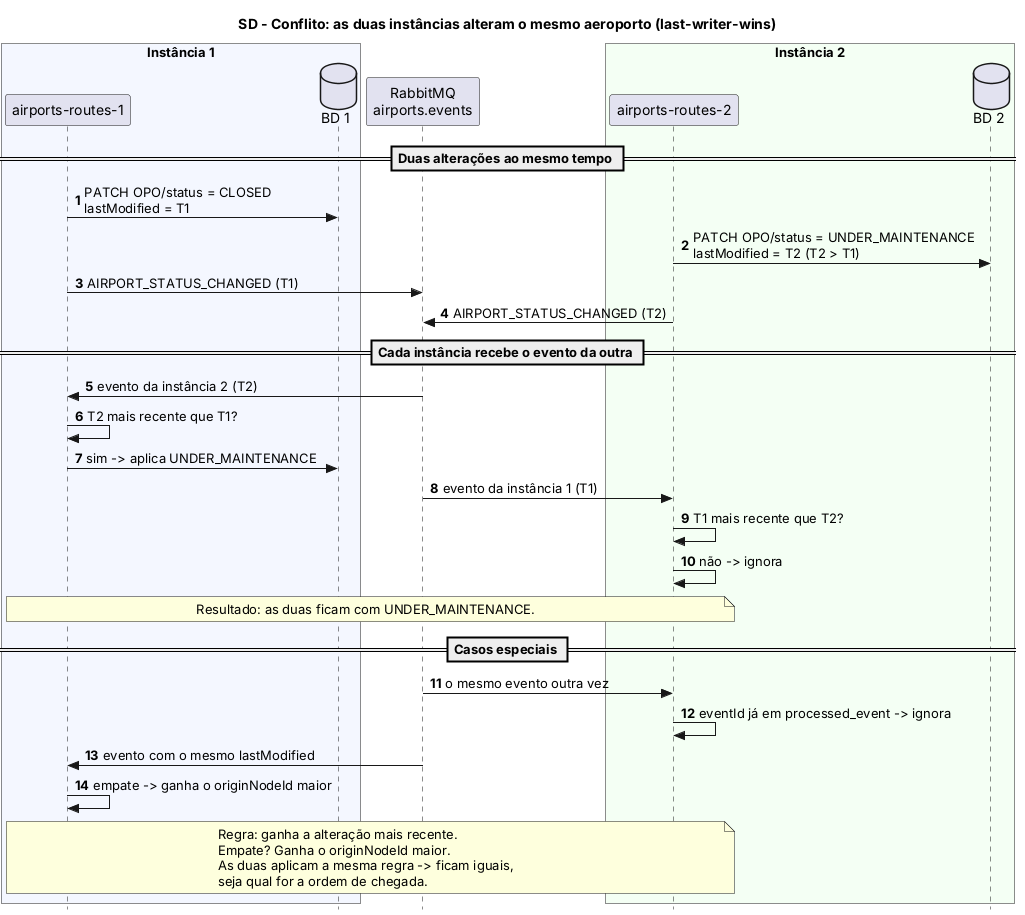 SD - Conflito: as duas instâncias alteram o mesmo aeroporto (last-writer-wins)
Instância 1
Instância 2
airports-routes-1
BD 1
RabbitMQ
airports.events
airports-routes-2
BD 2
Duas alterações ao mesmo tempo
1 PATCH OPO/status = CLOSED
lastModified = T1
2 PATCH OPO/status = UNDER_MAINTENANCE
lastModified = T2 (T2 > T1)
3 AIRPORT_STATUS_CHANGED (T1)
4 AIRPORT_STATUS_CHANGED (T2)
Cada instância recebe o evento da outra
5 evento da instância 2 (T2)
6 T2 mais recente que T1?
7 sim -> aplica UNDER_MAINTENANCE
8 evento da instância 1 (T1)
9 T1 mais recente que T2?
10 não -> ignora
Resultado: as duas ficam com UNDER_MAINTENANCE.
Casos especiais
11 o mesmo evento outra vez
12 eventId já em processed_event -> ignora
13 evento com o mesmo lastModified
14 empate -> ganha o originNodeId maior
Regra: ganha a alteração mais recente.
Empate? Ganha o originNodeId maior.
As duas aplicam a mesma regra -> ficam iguais,
seja qual for a ordem de chegada.